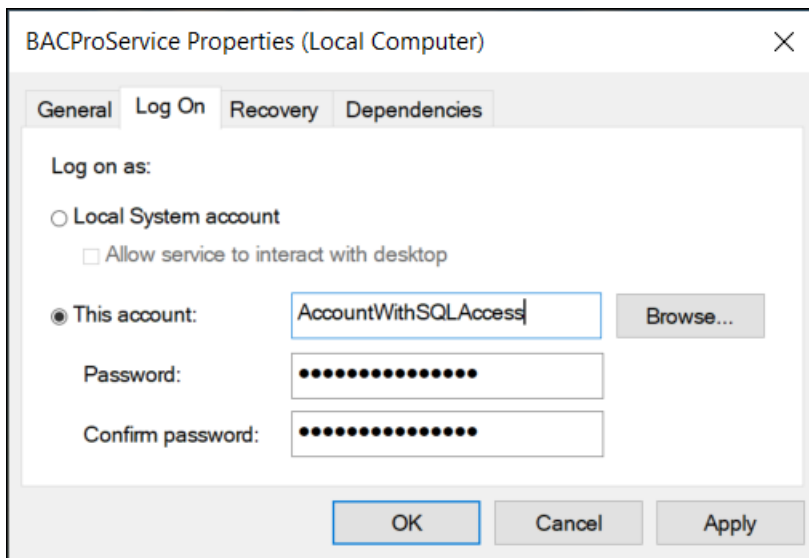 BACProService Properties (Local Computer)
General Log On Recovery Dependencies
Log on as:
Local System account
Allow service to interact with desktop
This account: AccountWithSQLAccess Browse...
Password: •••••••••••••••
Confirm password: •••••••••••••••
OK Cancel Apply